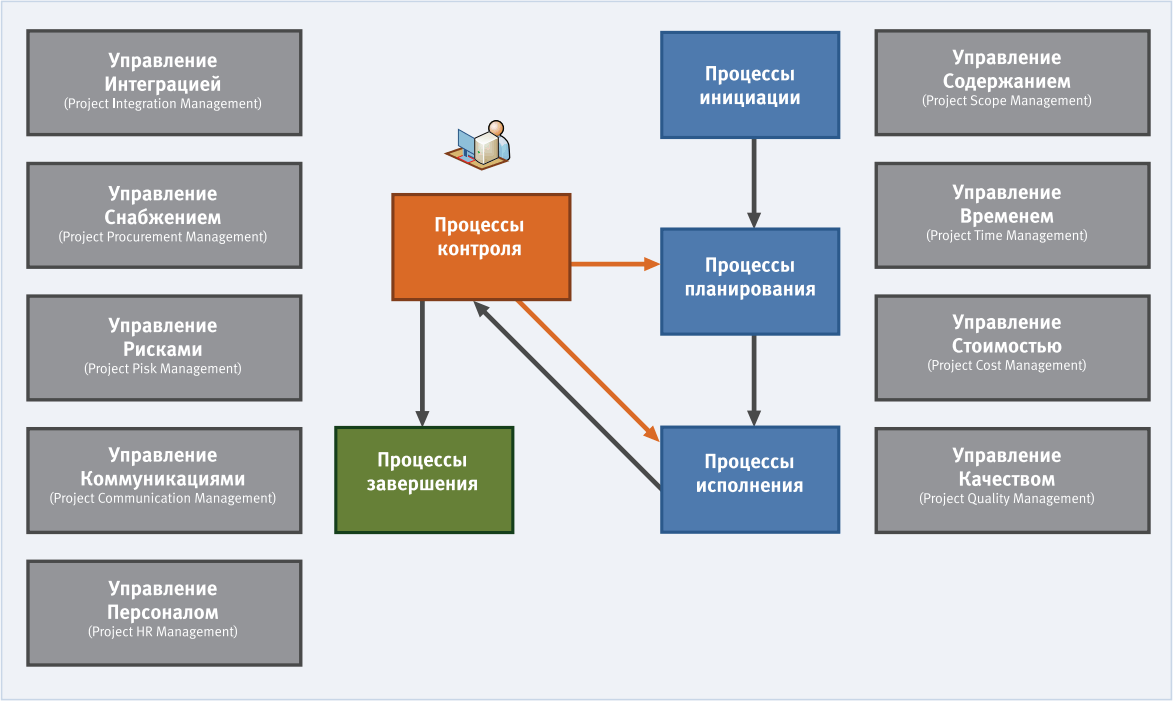 Управление
Интеграцией
(Project Integration Management)
Управление
Снабжением
(Project Procurement Management)
Управление
Рисками
(Project Pisk Management)
Управление
Коммуникациями
(Project Communication Management)
Управление
Персоналом
(Project HR Management)
Процессы
контроля
Процессы
завершения
Процессы
инициации
Процессы
планирования
Процессы
исполнения
Управление
Содержанием
(Project Scope Management)
Управление
Временем
(Project Time Management)
Управление
Стоимостью
(Project Cost Management)
Управление
Качеством
(Project Quality Management)